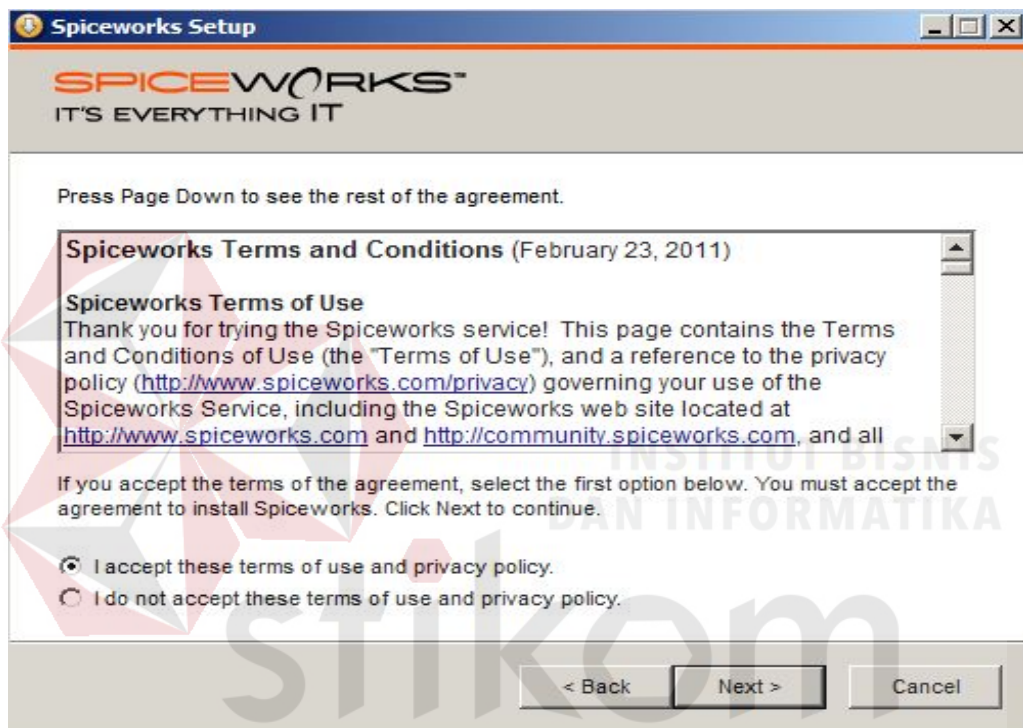 Spiceworks Setup
SPICEWORKS™
IT'S EVERYTHING IT
Press Page Down to see the rest of the agreement.
Spiceworks Terms and Conditions (February 23, 2011)
Spiceworks Terms of Use
Thank you for trying the Spiceworks service! This page contains the Terms
and Conditions of Use (the "Terms of Use"), and a reference to the privacy
policy (http://www.spiceworks.com/privacy) governing your use of the
Spiceworks Service, including the Spiceworks web site located at
http://www.spiceworks.com and http://community.spiceworks.com, and all
INSTITUT BISNIS
If you accept the terms of the agreement, select the first option below. You must accept the
agreement to install Spiceworks. Click Next to continue.
DAN INFORMATIKA
I accept these terms of use and privacy policy.
I do not accept these terms of use and privacy policy.
stikom
< Back
Next >
Cancel